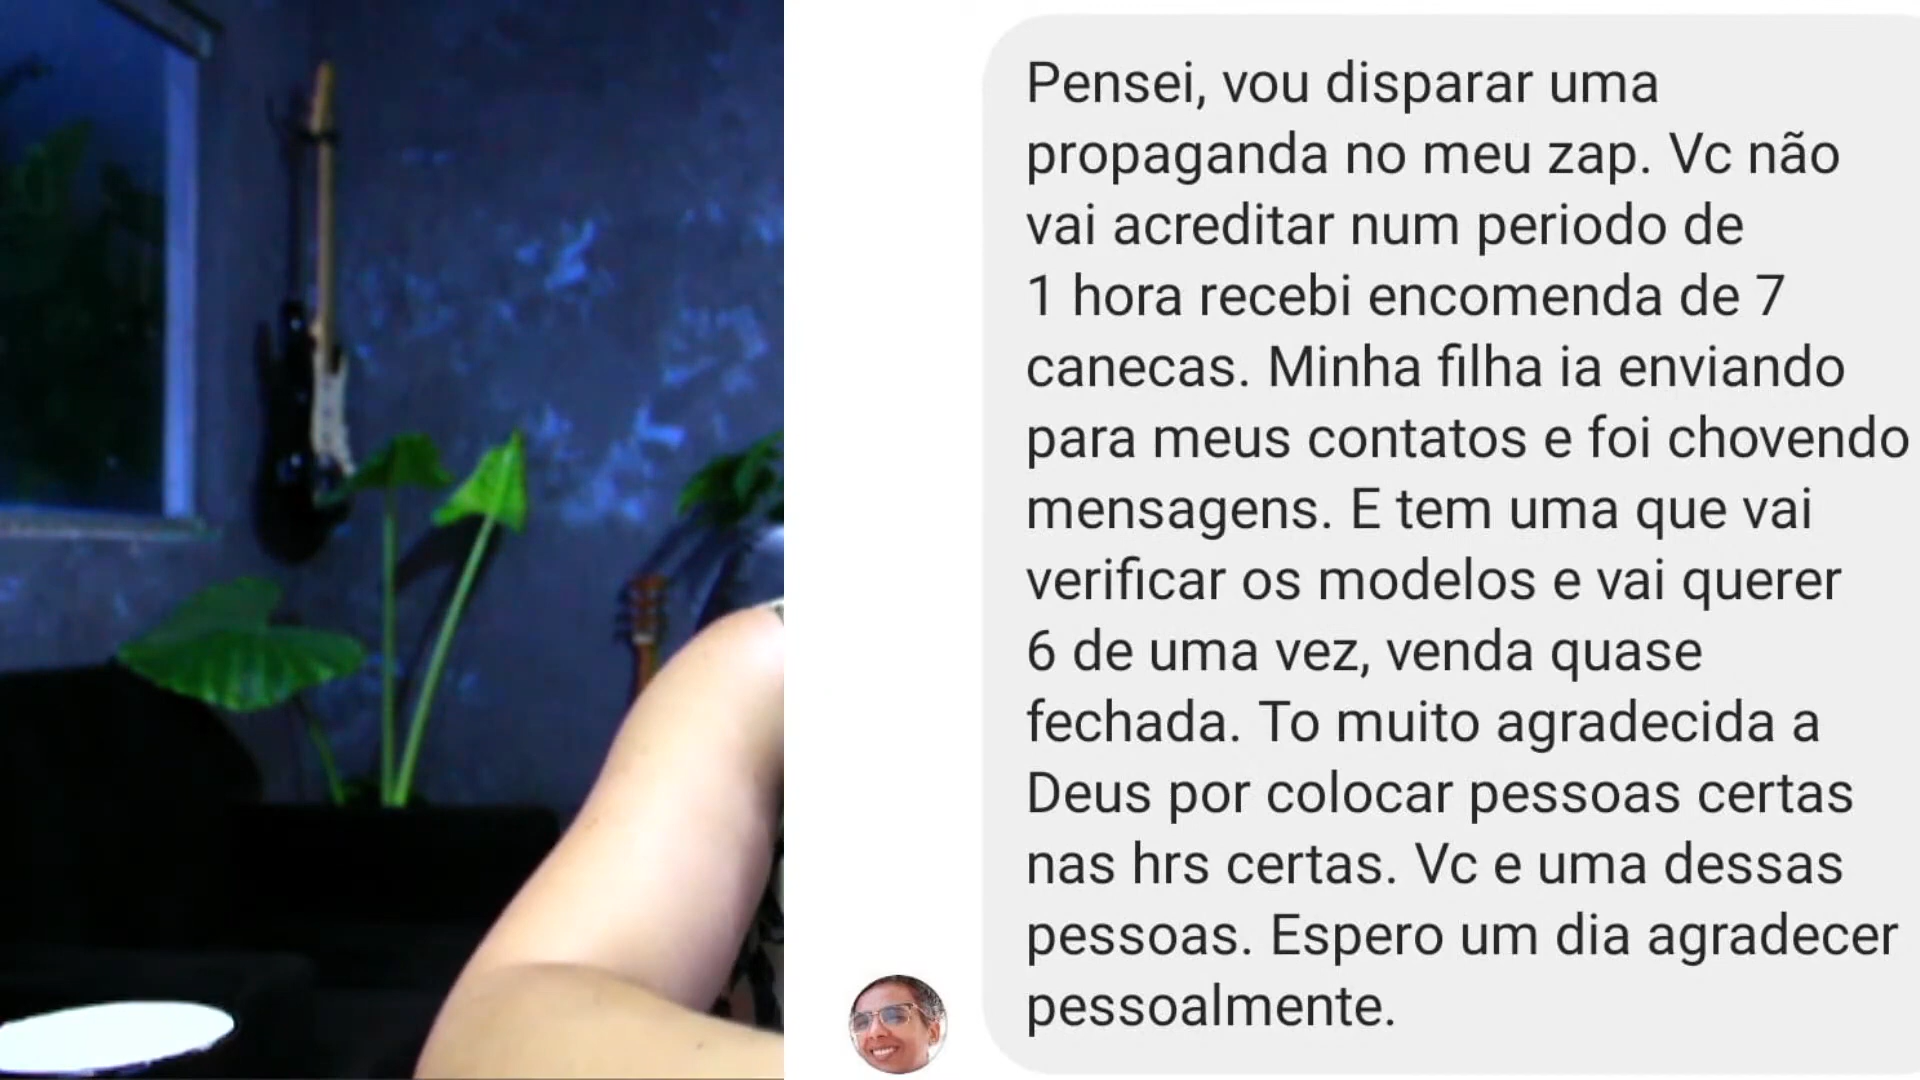 Pensei, vou disparar uma
propaganda no meu zap. Vc não
vai acreditar num periodo de
1 hora recebi encomenda de 7
canecas. Minha filha ia enviando
para meus contatos e foi chovendo
mensagens. E tem uma que vai
verificar os modelos e vai querer
6 de uma vez, venda quase
fechada. To muito agradecida a
Deus por colocar pessoas certas
nas hrs certas. Vc e uma dessas
pessoas. Espero um dia agradecer
pessoalmente.